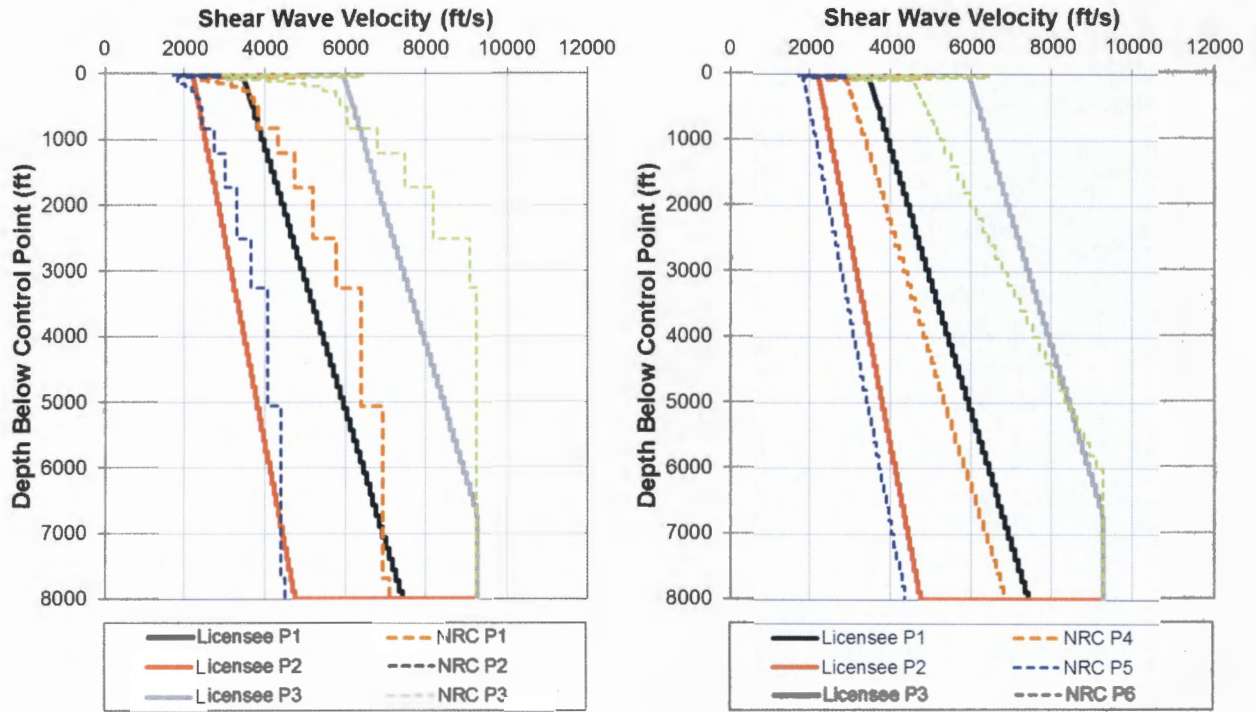 Shear Wave Velocity (ft/s)
0 2000 4000 6000 8000 10000 12000
Depth Below Control Point (ft)
0
1000
2000
3000
4000
5000
6000
7000
8000
Licensee P1 NRC P1
Licensee P2 NRC P2
Licensee P3 NRC P3
Shear Wave Velocity (ft/s)
0 2000 4000 6000 8000 10000 12000
Depth Below Control Point (ft)
0
1000
2000
3000
4000
5000
6000
7000
8000
Licensee P1 NRC P4
Licensee P2 NRC P5
Licensee P3 NRC P6